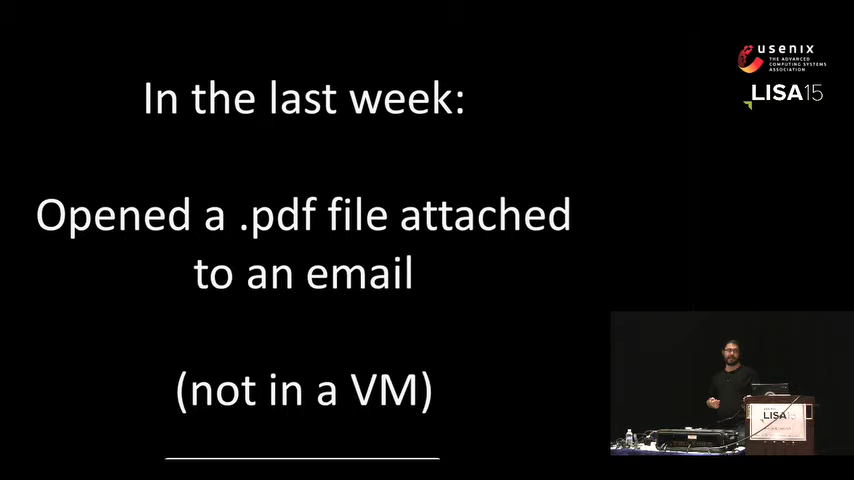 In the last week:
Opened a .pdf file attached
to an email
(not in a VM)
usenix
THE ADVANCED
COMPUTING SYSTEMS
ASSOCIATION
LISA15
LISA15